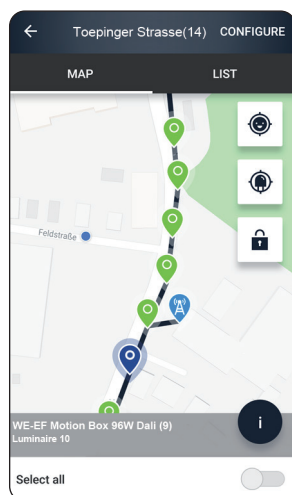 Toepinger Strasse(14) CONFIGURE
MAP LIST
Feldstraße
WE-EF Motion Box 96W Dali (9)
Luminaire 10
i
Select all